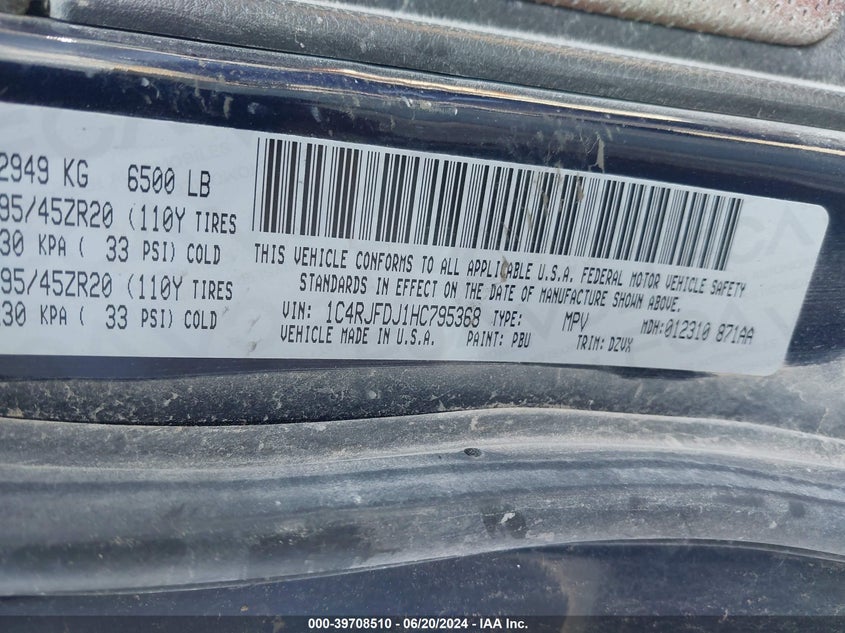 2949 KG 6500 LB
95/45ZR20 (110Y TIRES
30 KPA ( 33 PSI) COLD
95/45ZR20 (110Y TIRES
30 KPA ( 33 PSI) COLD
THIS VEHICLE CONFORMS TO ALL APPLICABLE U.S.A. FEDERAL MOTOR VEHICLE SAFETY
STANDARDS IN EFFECT ON THE DATE OF MANUFACTURE SHOWN ABOVE.
VIN: 1C4RJFDJ1HC795368 TYPE: MPV MDH:012310 871AA
VEHICLE MADE IN U.S.A. PAINT: PBU TRIM: DZVX
000-39708510 / 06/20/2024 - IAA Inc.